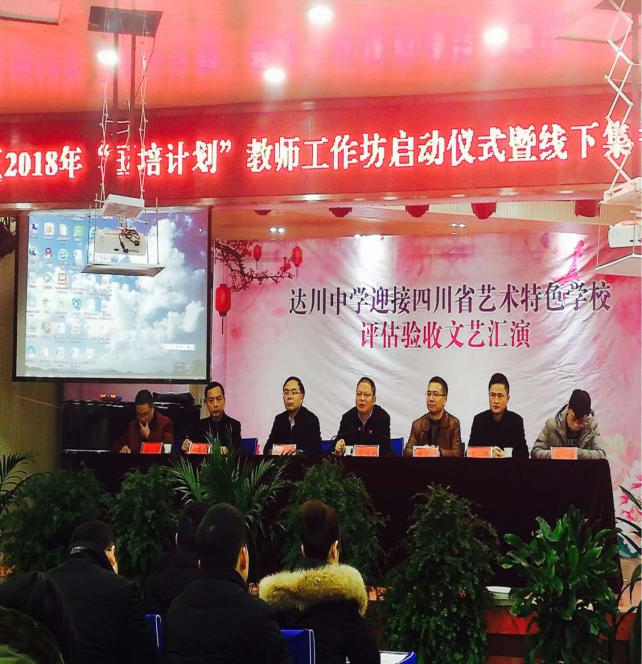 2018年“国培计划”教师工作坊启动仪式暨线下集
达川中学迎接四川省艺术特色学校
评估验收文艺汇演